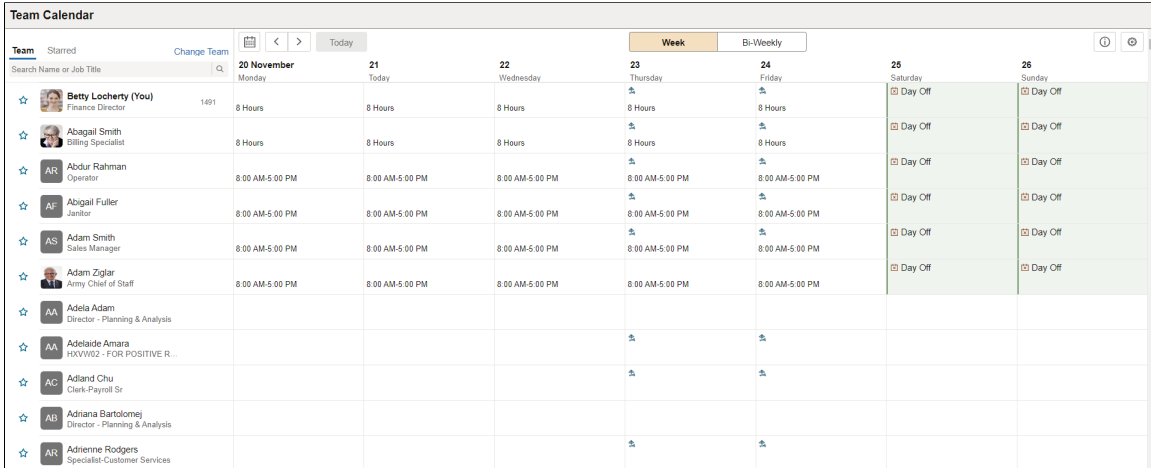 Team Calendar
Team Starred Change Team
Today
Week Bi-Weekly
Search Name or Job Title
20 November 21 22 23 24 25 26
Monday Today Wednesday Thursday Friday Saturday Sunday
Betty Locherty (You) 1491
Finance Director
8 Hours 8 Hours 8 Hours 8 Hours 8 Hours Day Off Day Off
Abagail Smith
Billing Specialist
8 Hours 8 Hours 8 Hours 8 Hours 8 Hours Day Off Day Off
AR Abdur Rahman
Operator
8:00 AM-5:00 PM 8:00 AM-5:00 PM 8:00 AM-5:00 PM 8:00 AM-5:00 PM 8:00 AM-5:00 PM Day Off Day Off
AF Abigail Fuller
Janitor
8:00 AM-5:00 PM 8:00 AM-5:00 PM 8:00 AM-5:00 PM 8:00 AM-5:00 PM 8:00 AM-5:00 PM Day Off Day Off
AS Adam Smith
Sales Manager
8:00 AM-5:00 PM 8:00 AM-5:00 PM 8:00 AM-5:00 PM 8:00 AM-5:00 PM 8:00 AM-5:00 PM Day Off Day Off
Adam Ziglar
Army Chief of Staff
8:00 AM-5:00 PM 8:00 AM-5:00 PM 8:00 AM-5:00 PM 8:00 AM-5:00 PM 8:00 AM-5:00 PM Day Off Day Off
AA Adela Adam
Director - Planning & Analysis
AA Adelaide Amara
HXVW02 - FOR POSITIVE R...
AC Adland Chu
Clerk-Payroll Sr
AB Adriana Bartolomej
Director - Planning & Analysis
AR Adrienne Rodgers
Specialist-Customer Services